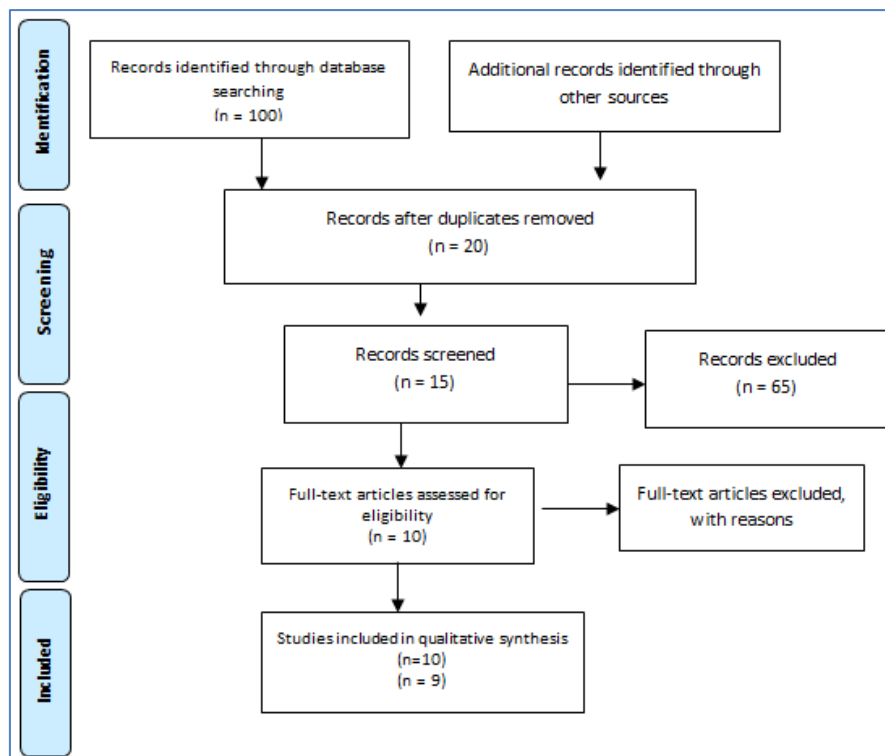 Identification
Records identified through database
searching
(n = 100)
Additional records identified through
other sources
Records after duplicates removed
(n = 20)
Screening
Records screened
(n = 15)
Records excluded
(n = 65)
Eligibility
Full-text articles assessed for
eligibility
(n = 10)
Full-text articles excluded,
with reasons
Included
Studies included in qualitative synthesis
(n=10)
(n = 9)